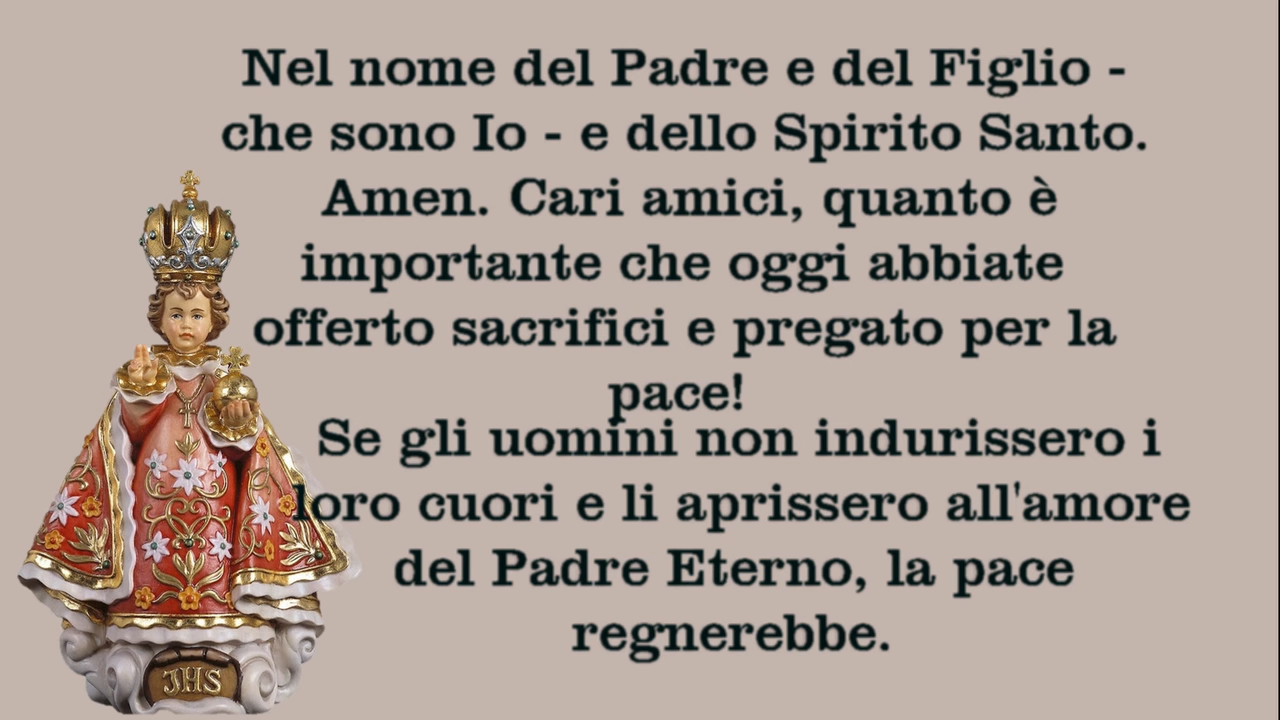 Nel nome del Padre e del Figlio -
che sono Io - e dello Spirito Santo.
Amen. Cari amici, quanto è
importante che oggi abbiate
offerto sacrifici e pregato per la
pace!
Se gli uomini non indurissero i
loro cuori e li aprissero all'amore
del Padre Eterno, la pace
regnerebbe.
JHS